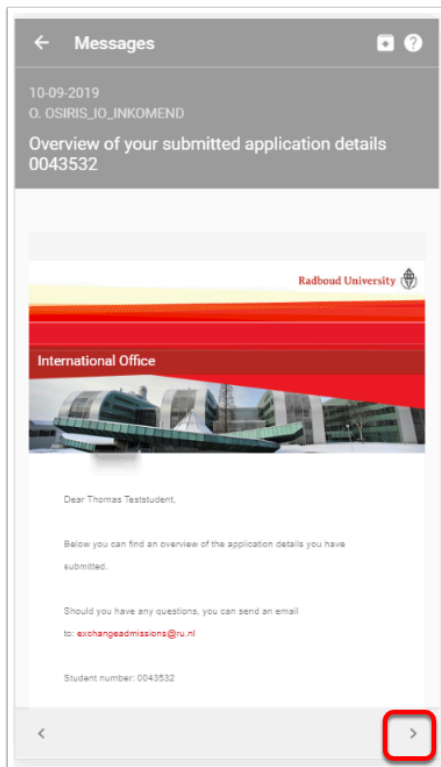 Messages
10-09-2019
O. OSIRIS_IO_INKOMEND
Overview of your submitted application details
0043532
Radboud University
International Office
Dear Thomas Teststudent,
Below you can find an overview of the application details you have
submitted.
Should you have any questions, you can send an email
to: exchangeadmissions@ru.nl
Student number: 0043532